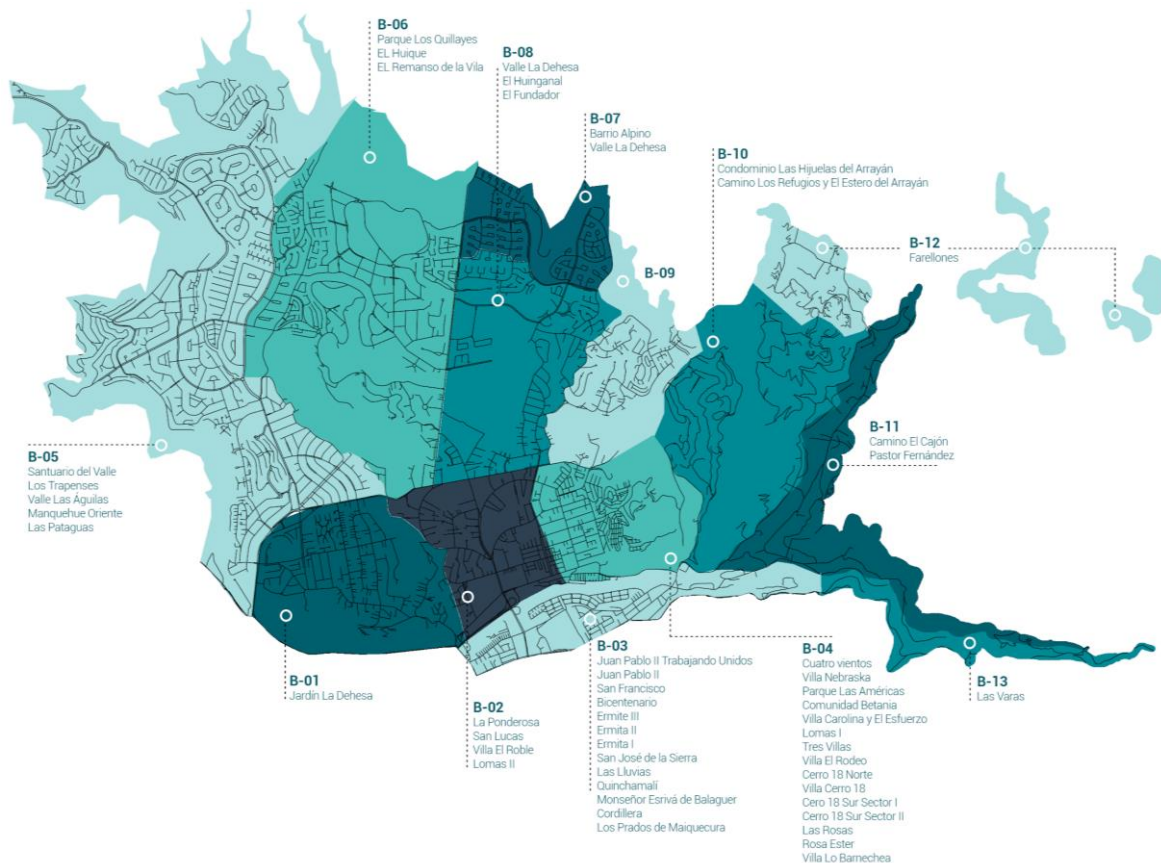 B-06
Parque Los Quillayes
EL Huique
EL Remanso de la Vila
B-08
Valle La Dehesa
El Huinganal
El Fundador
B-07
Barrio Alpino
Valle La Dehesa
B-10
Condominio Las Hijuelas del Arrayán
Camino Los Refugios y El Estero del Arrayán
B-12
Farellones
B-09
B-11
Camino El Cajón
Pastor Fernández
B-05
Santuario del Valle
Los Trapenses
Valle Las Águilas
Manquehue Oriente
Las Pataguas
B-01
Jardín La Dehesa
B-02
La Ponderosa
San Lucas
Villa El Roble
Lomas II
B-03
Juan Pablo II Trabajando Unidos
Juan Pablo II
San Francisco
Bicentenario
Ermite III
Ermita II
Ermita I
San José de la Sierra
Las Lluvias
Quinchamalí
Monseñor Esrivá de Balaguer
Cordillera
Los Prados de Maiquecura
B-04
Cuatro vientos
Villa Nebraska
Parque Las Américas
Comunidad Betania
Villa Carolina y El Esfuerzo
Lomas I
Tres Villas
Villa El Rodeo
Cerro 18 Norte
Villa Cerro 18
Cero 18 Sur Sector I
Cerro 18 Sur Sector II
Las Rosas
Rosa Ester
Villa Lo Barnechea
B-13
Las Varas